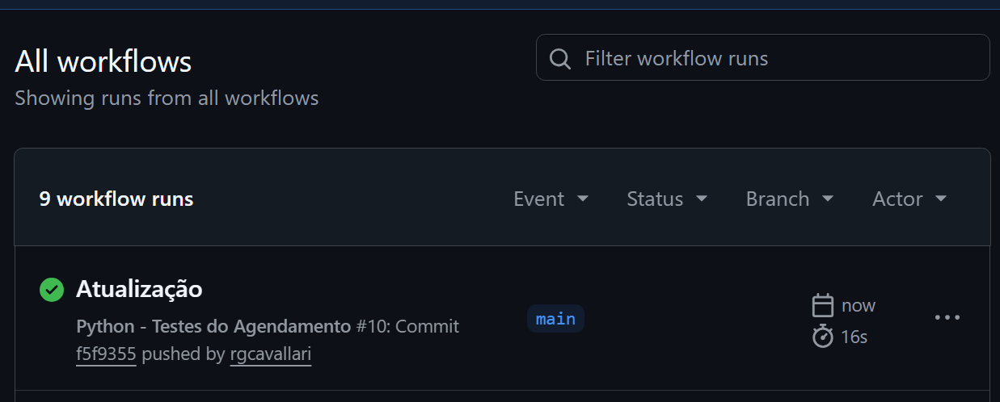 All workflows
Filter workflow runs
Showing runs from all workflows
9 workflow runs
Event
Status
Branch
Actor
Atualização
Python - Testes do Agendamento #10: Commit
f5f9355 pushed by rgcavallari
main
now
16s